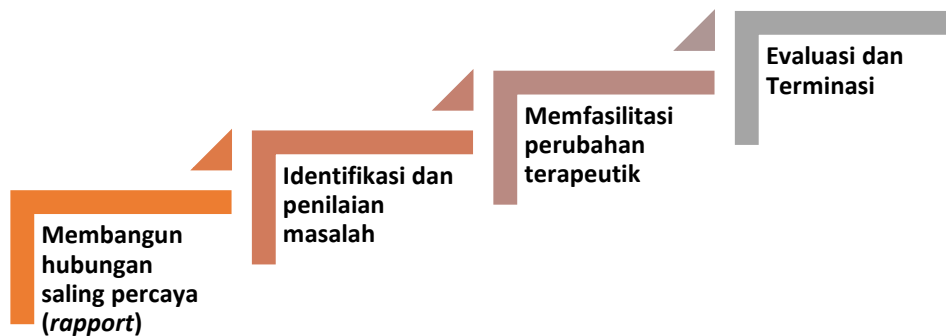 Membangun
hubungan
saling percaya
(rapport)
Identifikasi dan
penilaian
masalah
Memfasilitasi
perubahan
terapeutik
Evaluasi dan
Terminasi